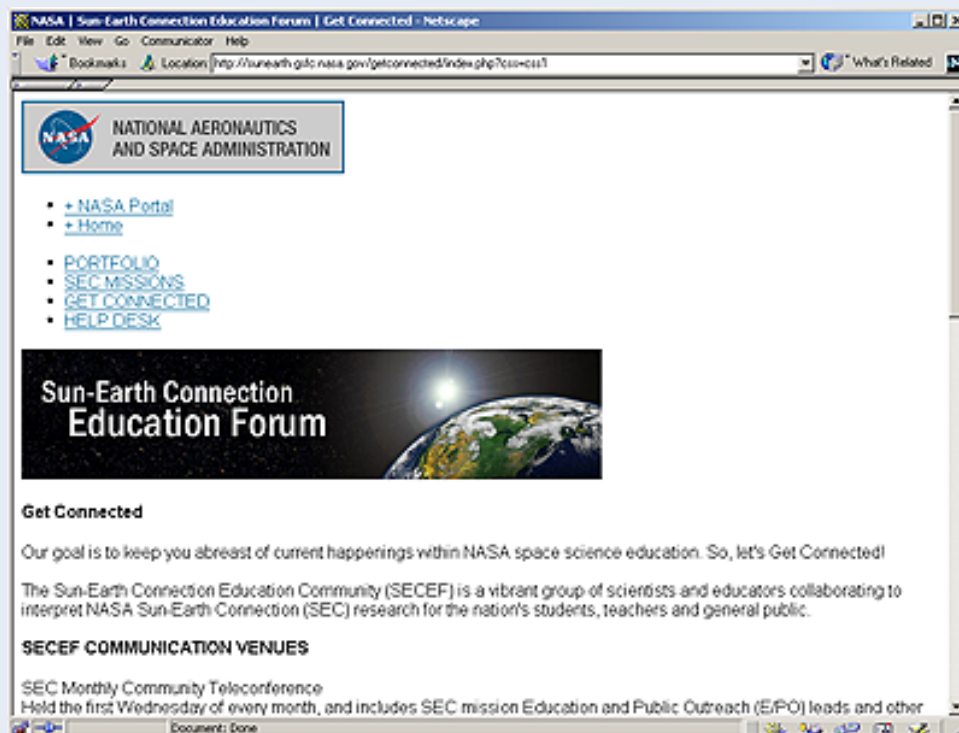 NASA | Sun-Earth Connection Education Forum | Get Connected - Netscape
File Edit View Go Communicator Help
Bookmarks Location: http://sunearth.gsfc.nasa.gov/getconnected/index.php?css=css1 What's Related N
NASA NATIONAL AERONAUTICS
AND SPACE ADMINISTRATION
+ NASA Portal
+ Home
PORTFOLIO
SEC MISSIONS
GET CONNECTED
HELP DESK
Sun-Earth Connection
Education Forum
Get Connected
Our goal is to keep you abreast of current happenings within NASA space science education. So, let's Get Connected!
The Sun-Earth Connection Education Community (SECEF) is a vibrant group of scientists and educators collaborating to
interpret NASA Sun-Earth Connection (SEC) research for the nation's students, teachers and general public.
SECEF COMMUNICATION VENUES
SEC Monthly Community Teleconference
Held the first Wednesday of every month, and includes SEC mission Education and Public Outreach (E/PO) leads and other
Document: Done